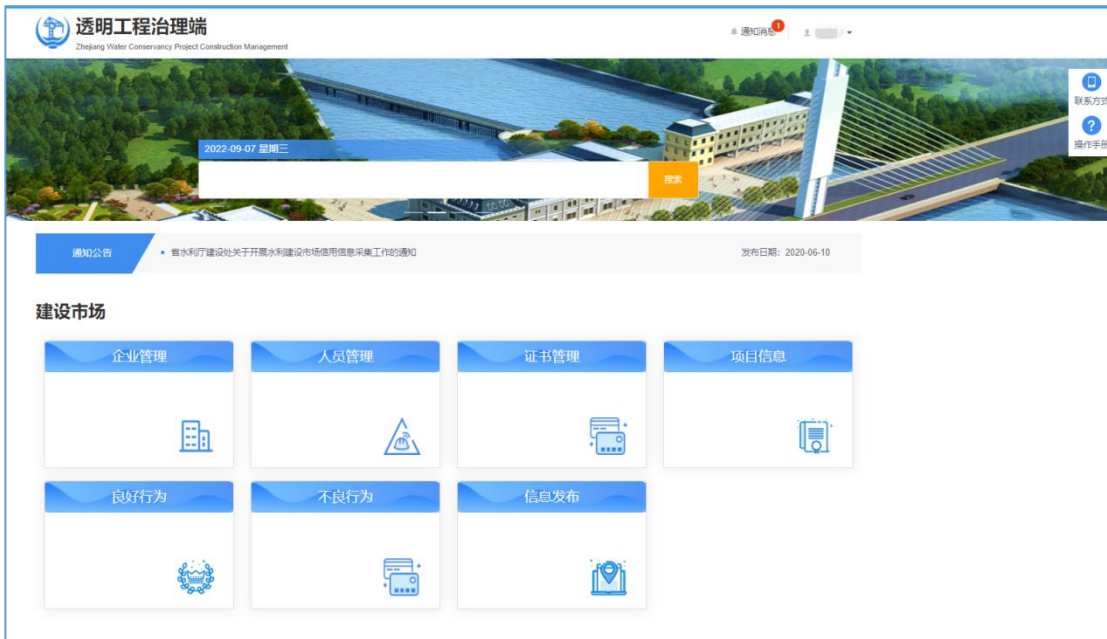 透明工程治理端
Zhejiang Water Conservancy Project Construction Management
通知消息
1
联系方式
操作手册
2022-09-07 星期三
搜索
通知公告
省水利厅建设处关于开展水利建设市场信用信息采集工作的通知
发布日期：2020-06-10
建设市场
企业管理
人员管理
证书管理
项目信息
良好行为
不良行为
信息发布